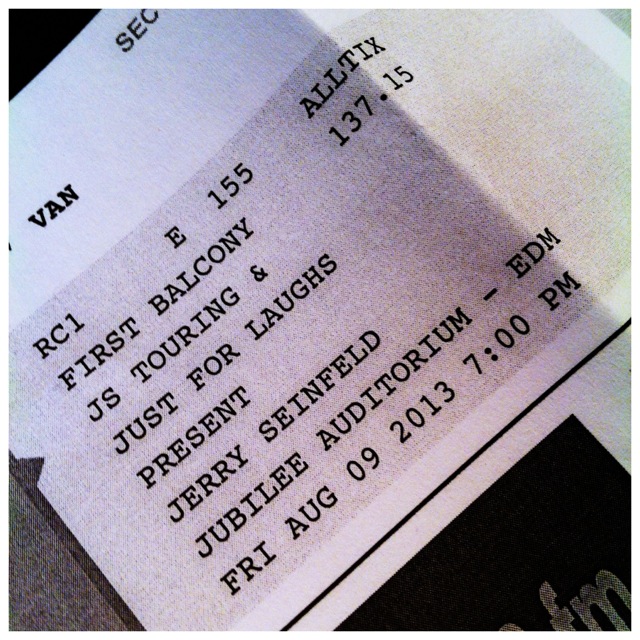 SEC
ALLTIX
VAN
E 155 137.15
RC1
FIRST BALCONY
JS TOURING &
JUST FOR LAUGHS
PRESENT
JERRY SEINFELD
JUBILEE AUDITORIUM - EDM
FRI AUG 09 2013 7:00 PM
fm